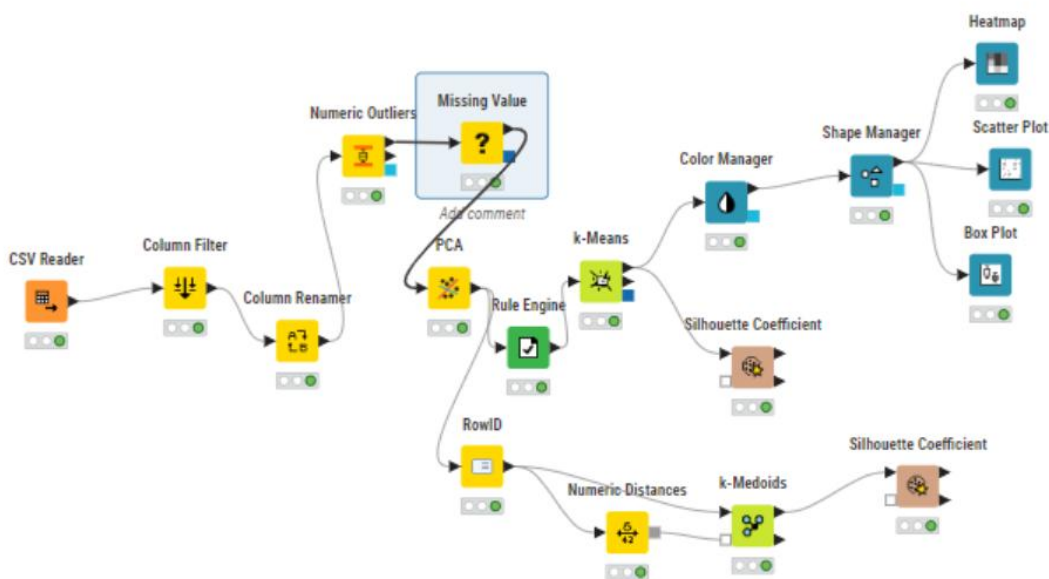 Heatmap
Numeric Outliers
Missing Value
Shape Manager
Scatter Plot
Color Manager
Add comment
Column Filter
PCA
k-Means
Box Plot
CSV Reader
Column Renamer
Rule Engine
Silhouette Coefficient
RowID
Numeric Distances
k-Medoids
Silhouette Coefficient